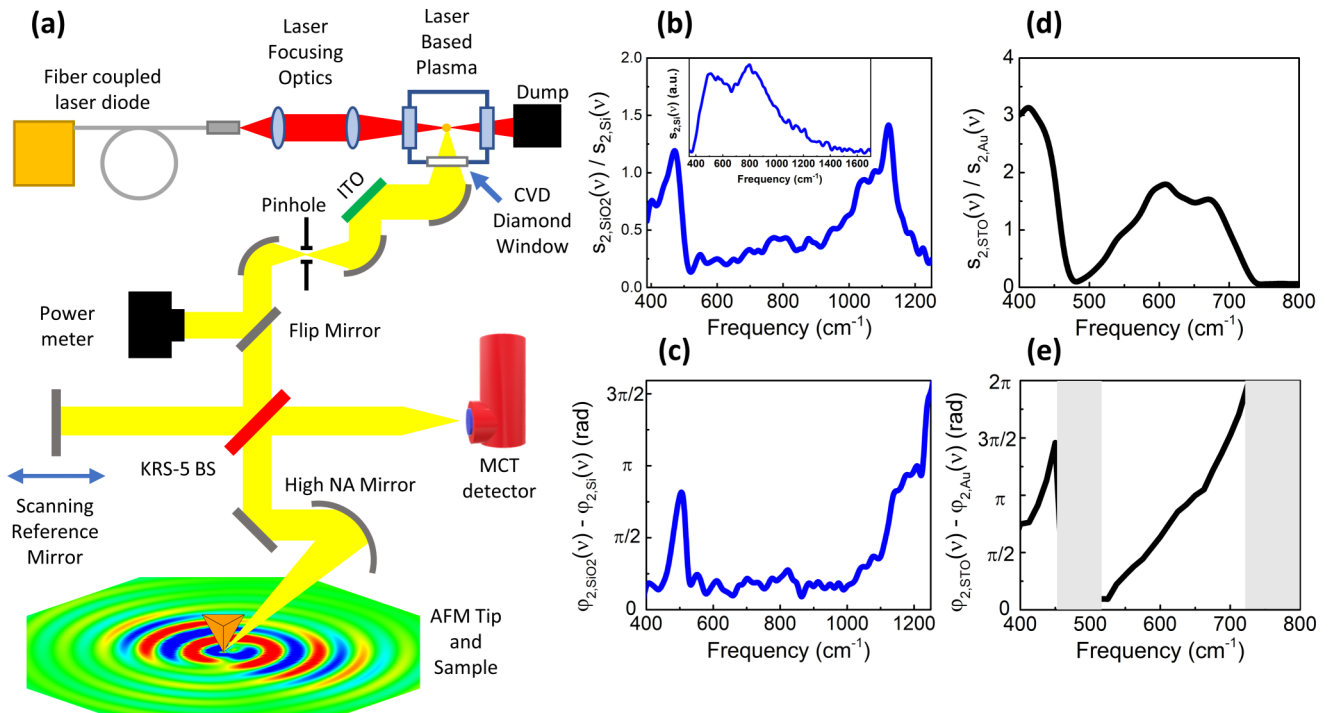 (a)
Fiber coupled
laser diode
Laser
Focusing
Optics
Laser
Based
Plasma
Dump
ITO
Pinhole
CVD
Diamond
Window
Power
meter
Flip Mirror
KRS-5 BS
MCT
detector
High NA Mirror
Scanning
Reference
Mirror
AFM Tip
and
Sample
(b)
s2,SiO2(ν) / s2,Si(ν)
2.0
1.5
1.0
0.5
0.0
400 600 800 1000 1200
Frequency (cm-1)
s2,Si(ν) (a.u.)
400 600 800 1000 1200 1400 1600
Frequency (cm-1)
(c)
φ2,SiO2(ν) - φ2,Si(ν) (rad)
3π/2
π
π/2
0
400 600 800 1000 1200
Frequency (cm-1)
(d)
s2,STO(ν) / s2,Au(ν)
4
3
2
1
0
400 500 600 700 800
Frequency (cm-1)
(e)
φ2,STO(ν) - φ2,Au(ν) (rad)
2π
3π/2
π
π/2
0
400 500 600 700 800
Frequency (cm-1)